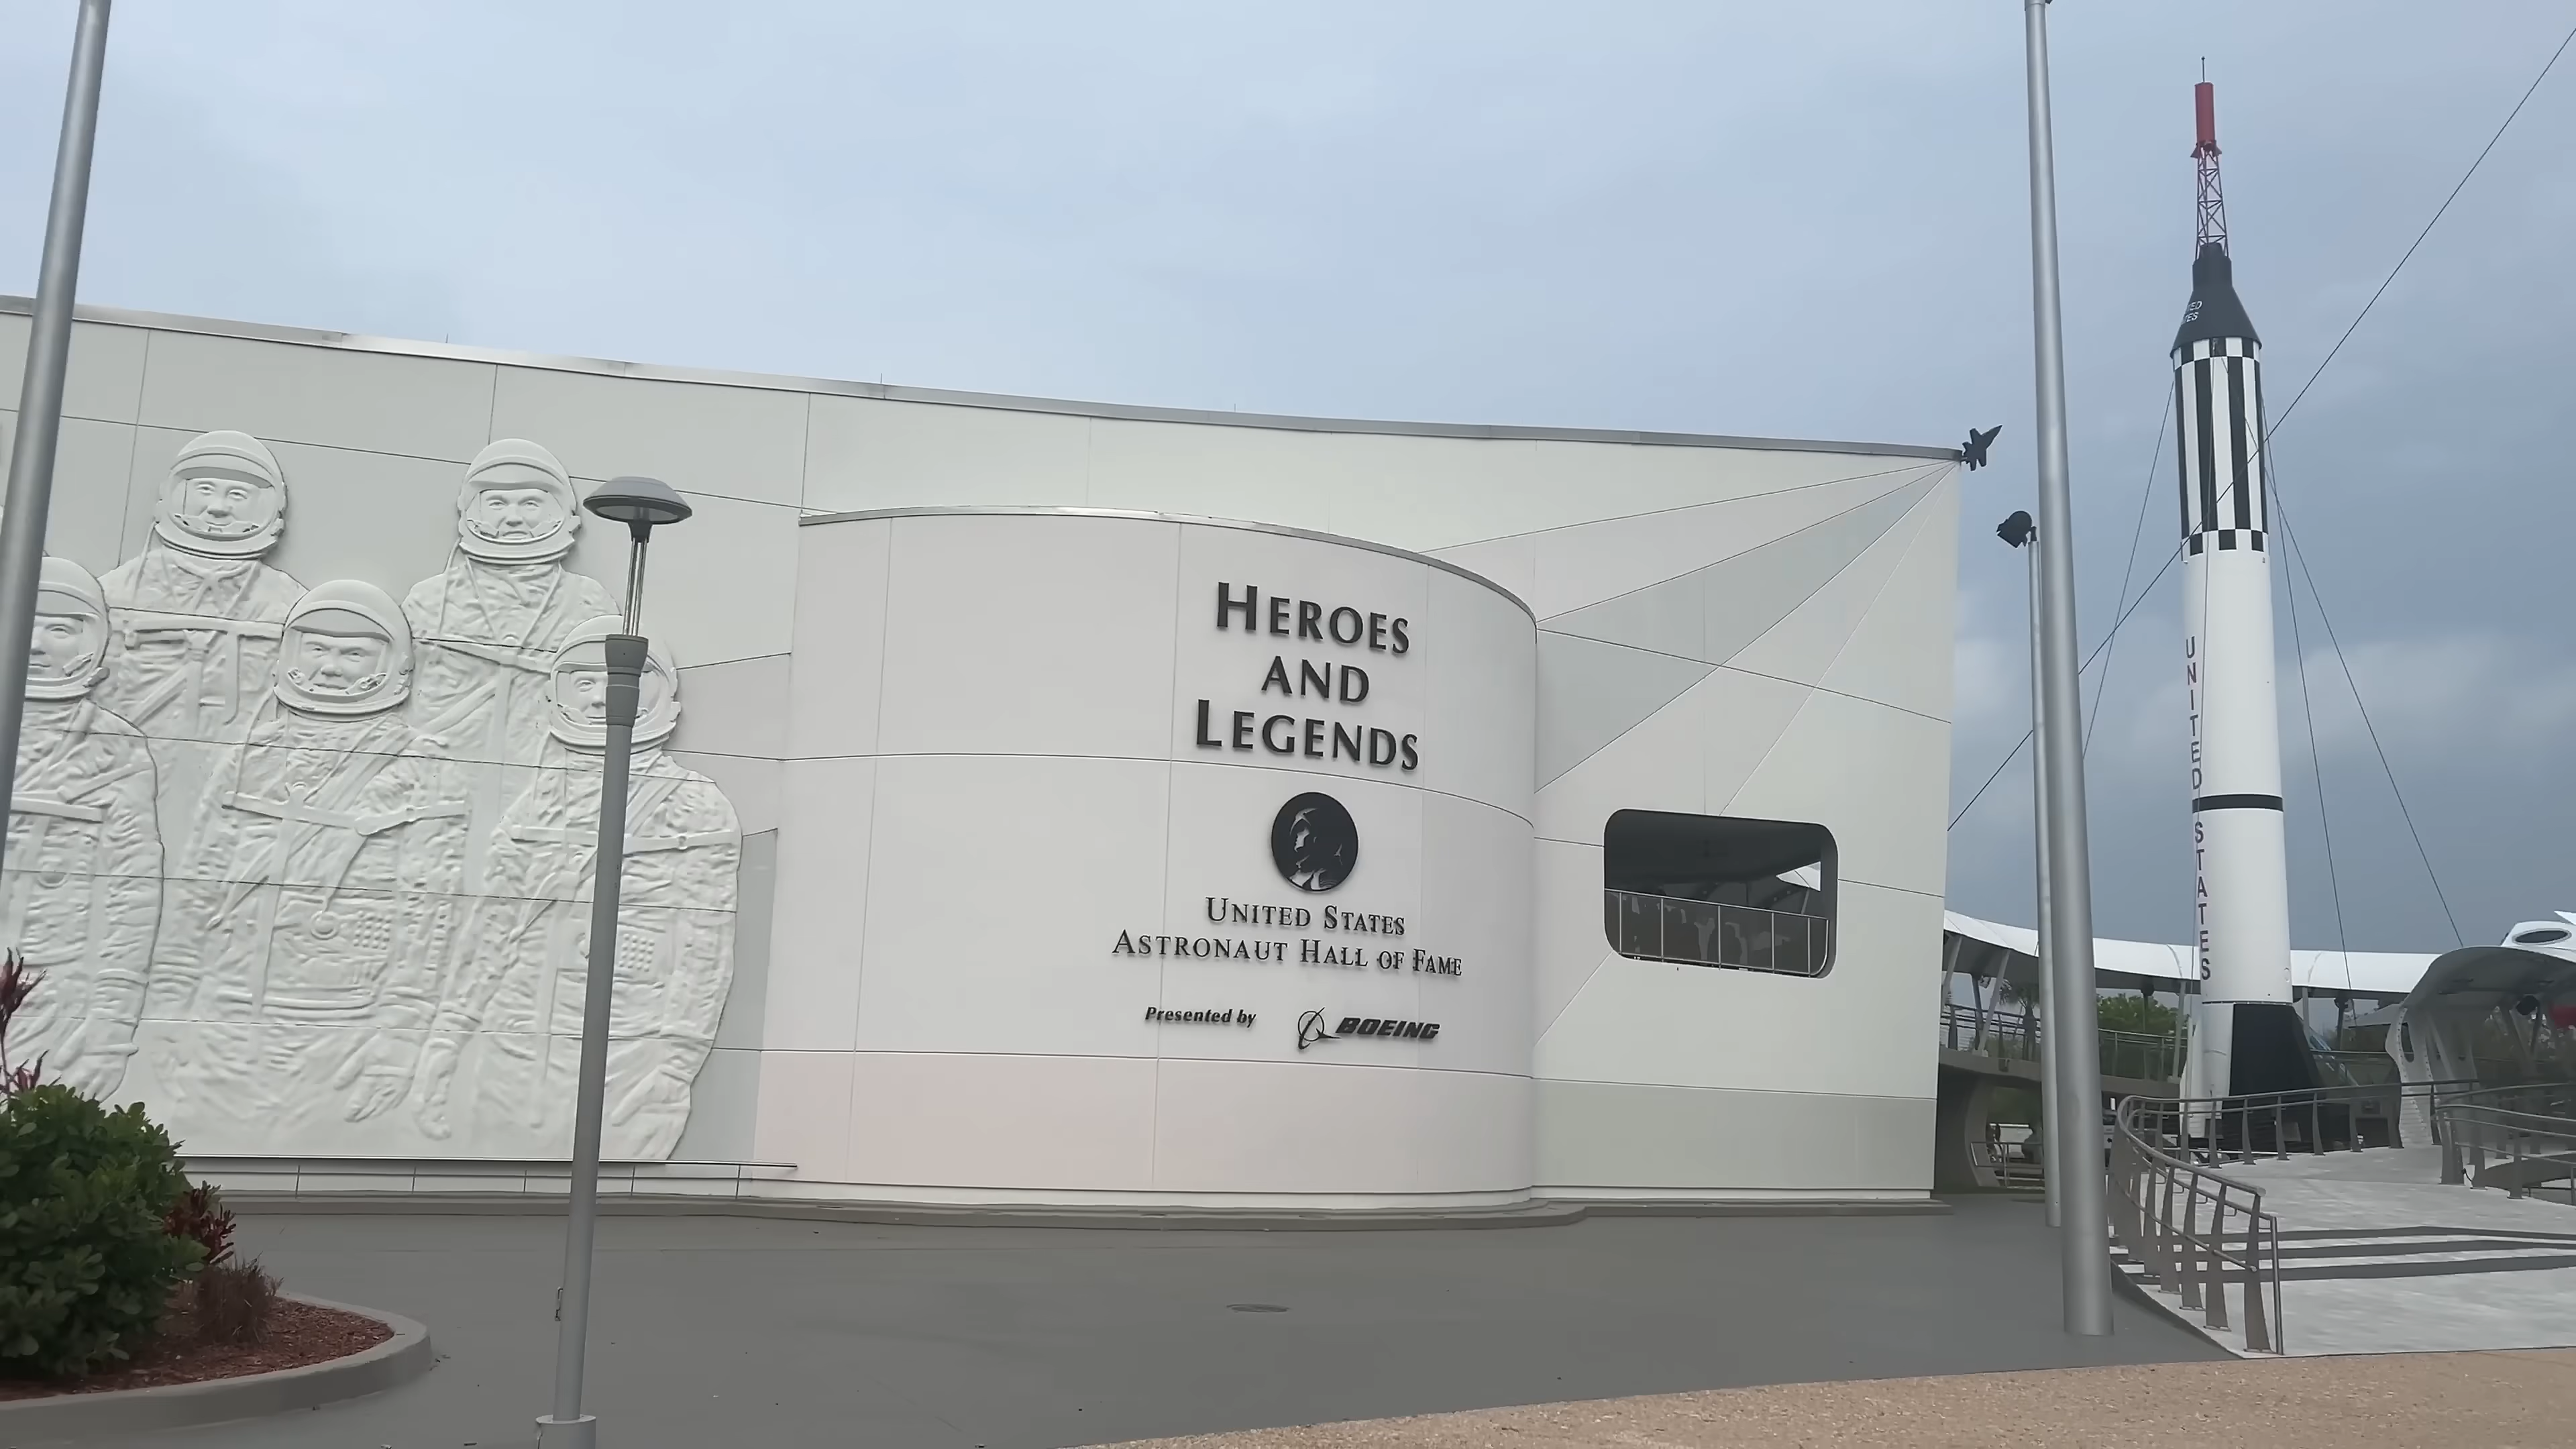 HEROES
AND
LEGENDS
UNITED STATES
ASTRONAUT HALL OF FAME
Presented by BOEING
UNITED STATES